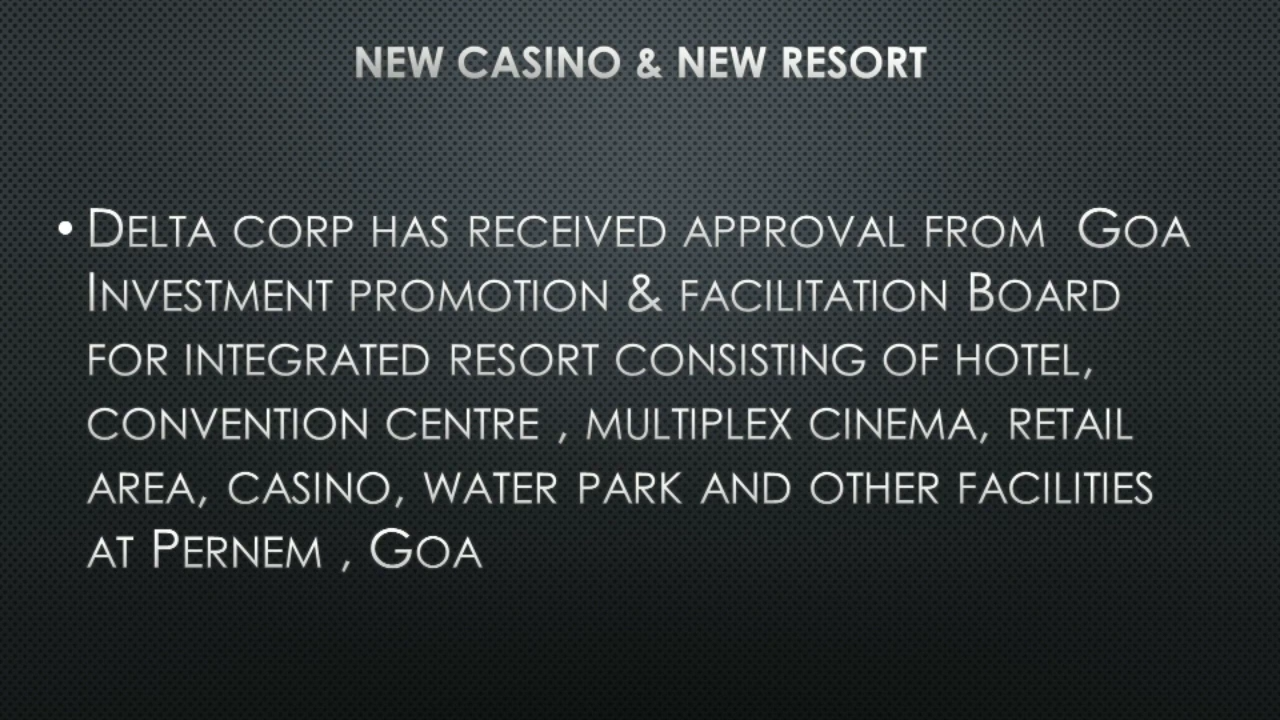 NEW CASINO & NEW RESORT
• DELTA CORP HAS RECEIVED APPROVAL FROM GOA
INVESTMENT PROMOTION & FACILITATION BOARD
FOR INTEGRATED RESORT CONSISTING OF HOTEL,
CONVENTION CENTRE , MULTIPLEX CINEMA, RETAIL
AREA, CASINO, WATER PARK AND OTHER FACILITIES
AT PERNEM , GOA